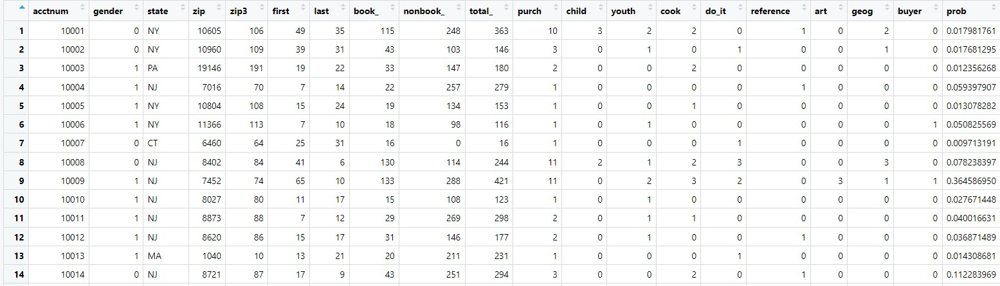 acctnum gender state zip zip3 first last book_ nonbook_ total_ purch child youth cook do_it reference art geog buyer prob
1 10001 0 NY 10605 106 49 35 115 248 363 10 3 2 2 0 1 0 2 0 0.017981761
2 10002 0 NY 10960 109 39 31 43 103 146 3 0 1 0 1 0 0 1 0 0.017681295
3 10003 1 PA 19146 191 19 22 33 147 180 2 0 0 2 0 0 0 0 0 0.012356268
4 10004 1 NJ 7016 70 7 14 22 257 279 1 0 0 0 0 1 0 0 0 0.059397907
5 10005 1 NY 10804 108 15 24 19 134 153 1 0 0 1 0 0 0 0 0 0.013078282
6 10006 1 NY 11366 113 7 10 18 98 116 1 0 1 0 0 0 0 0 1 0.050825569
7 10007 0 CT 6460 64 25 31 16 0 16 1 0 0 0 1 0 0 0 0 0.009713191
8 10008 0 NJ 8402 84 41 6 130 114 244 11 2 1 2 3 0 0 3 0 0.078238397
9 10009 1 NJ 7452 74 65 10 133 288 421 11 0 2 3 2 0 3 1 1 0.364586950
10 10010 1 NJ 8027 80 11 17 15 108 123 1 0 1 0 0 0 0 0 0 0.027671448
11 10011 1 NJ 8873 88 7 12 29 269 298 2 0 1 1 0 0 0 0 0 0.040016631
12 10012 1 NJ 8620 86 15 17 31 146 177 2 0 1 0 0 1 0 0 0 0.036871489
13 10013 1 MA 1040 10 13 21 20 211 231 1 0 0 0 1 0 0 0 0 0.014308681
14 10014 0 NJ 8721 87 17 9 43 251 294 3 0 0 2 0 1 0 0 0 0.112283969